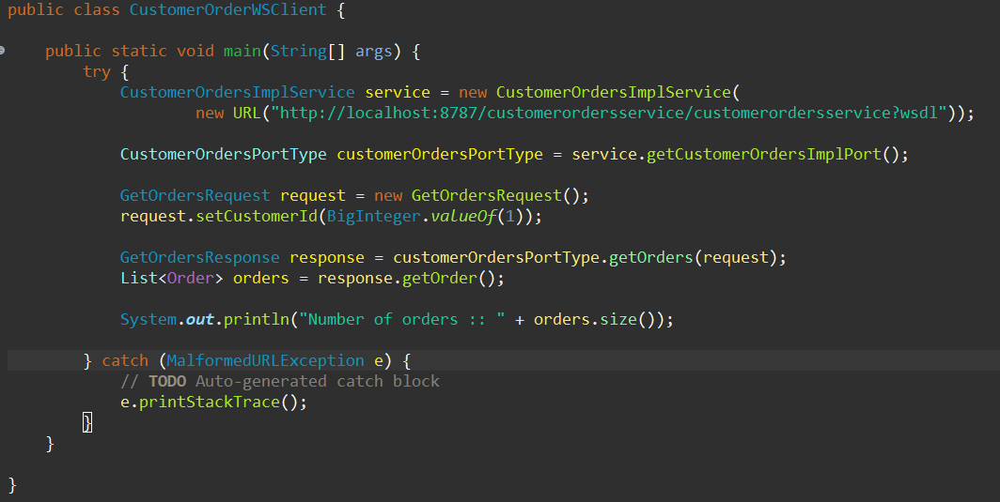 public class CustomerOrderWSClient {
public static void main(String[] args) {
try {
CustomerOrdersImplService service = new CustomerOrdersImplService(
new URL("http://localhost:8787/customerordersservice/customerordersservice?wsdl"));
CustomerOrdersPortType customerOrdersPortType = service.getCustomerOrdersImplPort();
GetOrdersRequest request = new GetOrdersRequest();
request.setCustomerId(BigInteger.valueOf(1));
GetOrdersResponse response = customerOrdersPortType.getOrders(request);
List<Order> orders = response.getOrder();
System.out.println("Number of orders :: " + orders.size());
} catch (MalformedURLException e) {
// TODO Auto-generated catch block
e.printStackTrace();
}
}
}